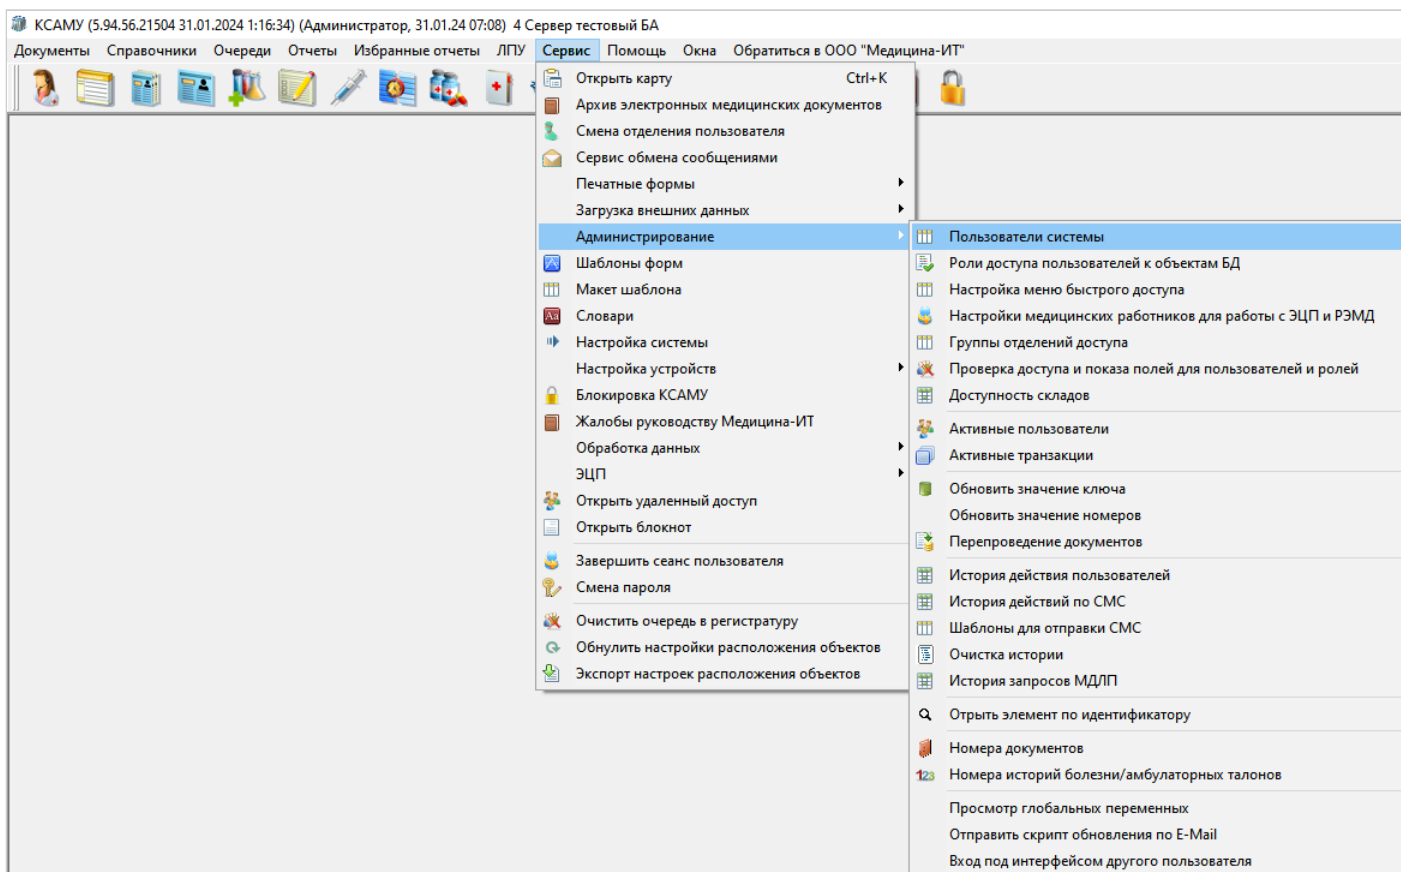 КСАМУ (5.94.56.21504 31.01.2024 1:16:34) (Администратор, 31.01.24 07:08) 4 Сервер тестовый БА
Документы Справочники Очереди Отчеты Избранные отчеты ЛПУ Сервис Помощь Окна Обратиться в ООО "Медицина-ИТ"
Открыть карту Ctrl+K
Архив электронных медицинских документов
Смена отделения пользователя
Сервис обмена сообщениями
Печатные формы
Загрузка внешних данных
Администрирование
Шаблоны форм
Макет шаблона
Aa Словари
Настройка системы
Настройка устройств
Блокировка КСАМУ
Жалобы руководству Медицина-ИТ
Обработка данных
ЭЦП
Открыть удаленный доступ
Открыть блокнот
Завершить сеанс пользователя
Смена пароля
Очистить очередь в регистратуру
Обнулить настройки расположения объектов
Экспорт настроек расположения объектов
Пользователи системы
Роли доступа пользователей к объектам БД
Настройка меню быстрого доступа
Настройки медицинских работников для работы с ЭЦП и РЭМД
Группы отделений доступа
Проверка доступа и показа полей для пользователей и ролей
Доступность складов
Активные пользователи
Активные транзакции
Обновить значение ключа
Обновить значение номеров
Перепроведение документов
История действия пользователей
История действий по СМС
Шаблоны для отправки СМС
Очистка истории
История запросов МДЛП
Отрыть элемент по идентификатору
Номера документов
123 Номера историй болезни/амбулаторных талонов
Просмотр глобальных переменных
Отправить скрипт обновления по E-Mail
Вход под интерфейсом другого пользователя